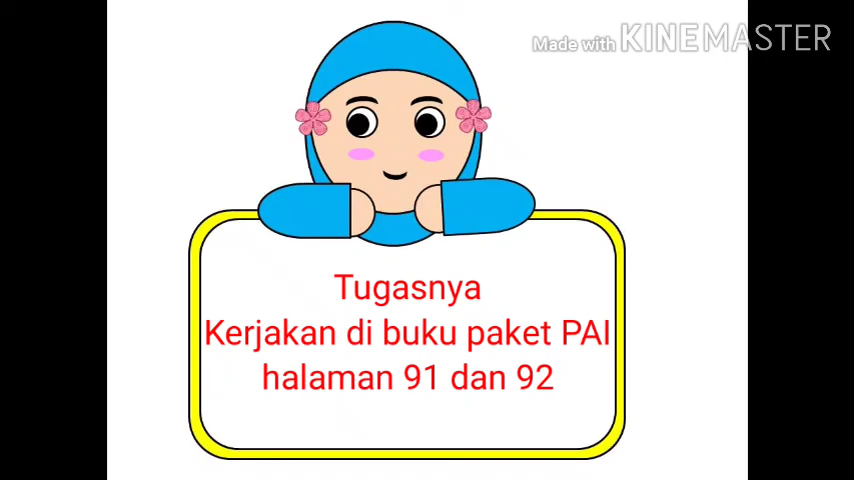 Made with KINEMASTER
Tugasnya
Kerjakan di buku paket PAI
halaman 91 dan 92